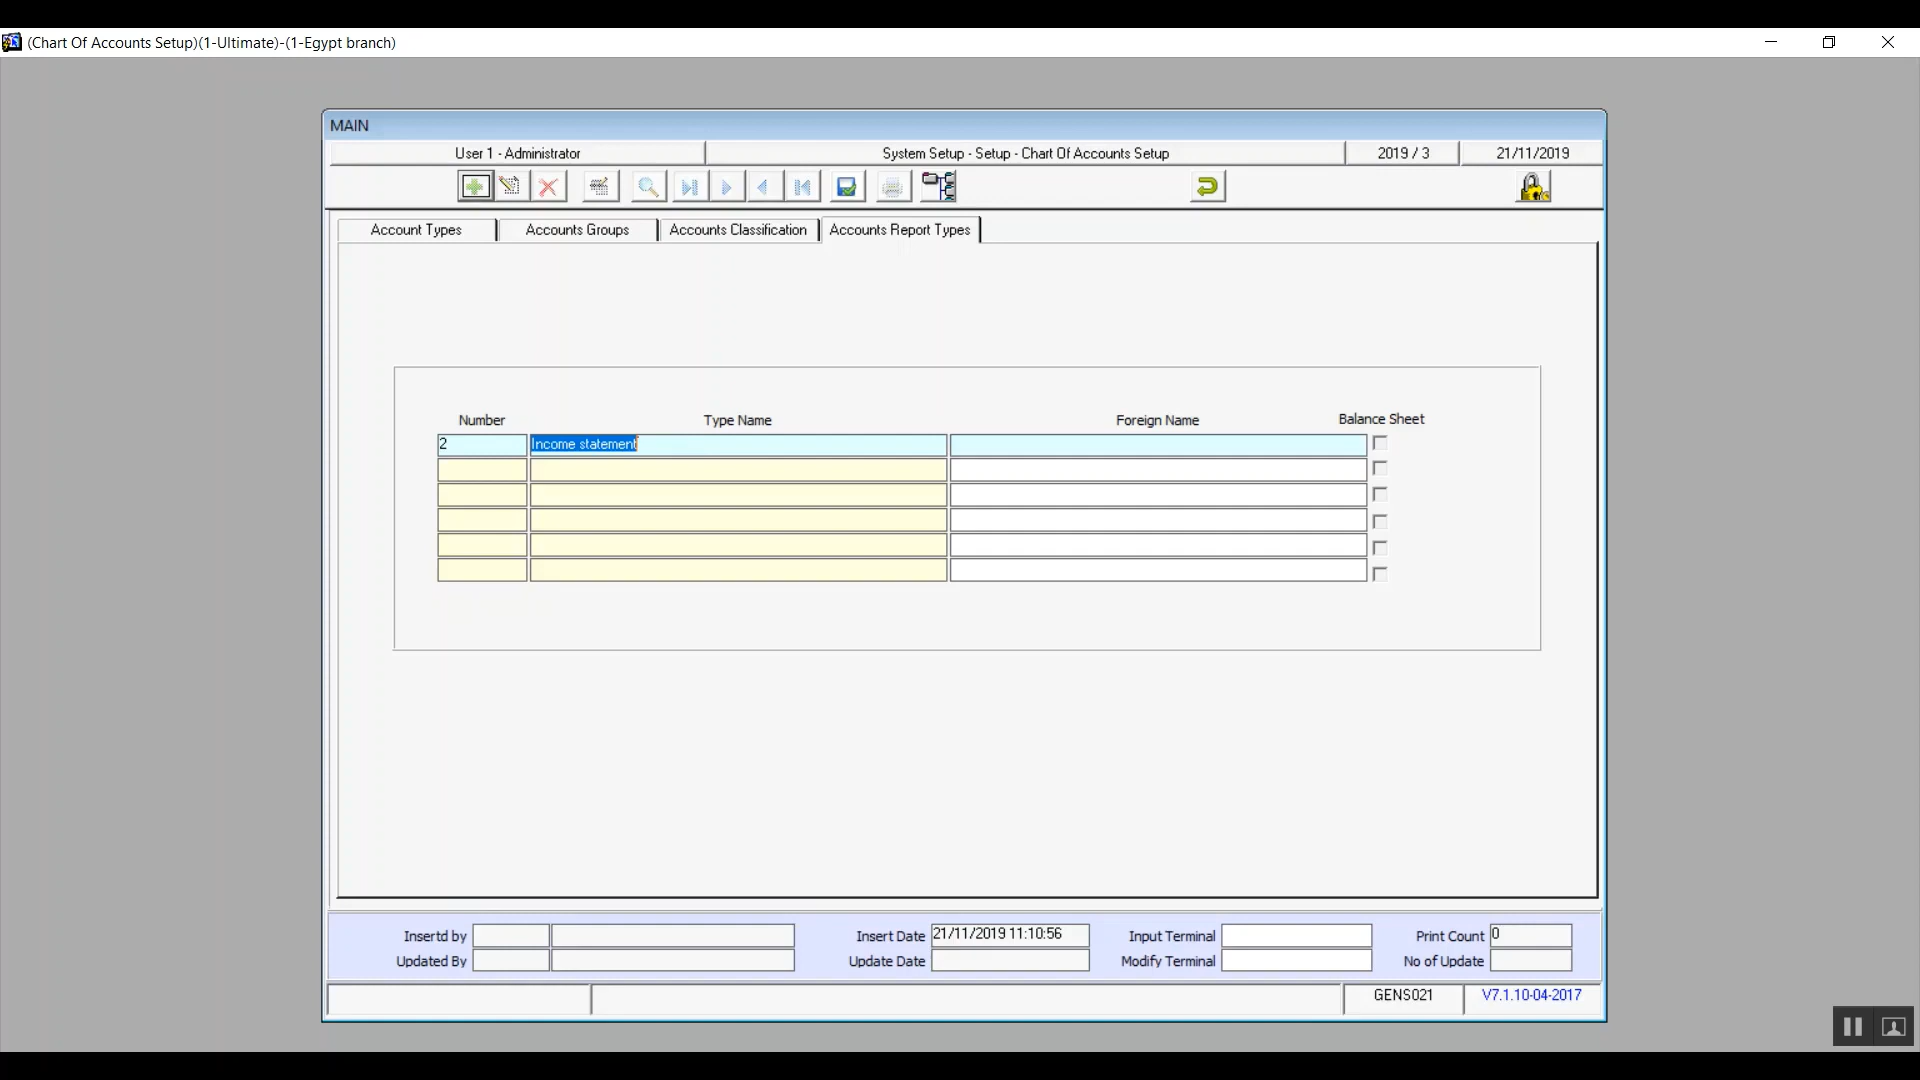 (Chart Of Accounts Setup)(1-Ultimate)-(1-Egypt branch)
MAIN
User 1 - Administrator
System Setup - Setup - Chart Of Accounts Setup
2019 / 3
21/11/2019
Account Types
Accounts Groups
Accounts Classification
Accounts Report Types
Number
Type Name
Foreign Name
Balance Sheet
2
Income statement
Insertd by
Insert Date
21/11/2019 11:10:56
Input Terminal
Print Count
0
Updated By
Update Date
Modify Terminal
No of Update
GENS021
V7.1.10-04-2017